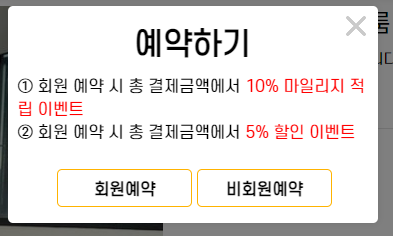 예약하기
① 회원 예약 시 총 결제금액에서 10% 마일리지 적
립 이벤트
② 회원 예약 시 총 결제금액에서 5% 할인 이벤트
회원예약
비회원예약